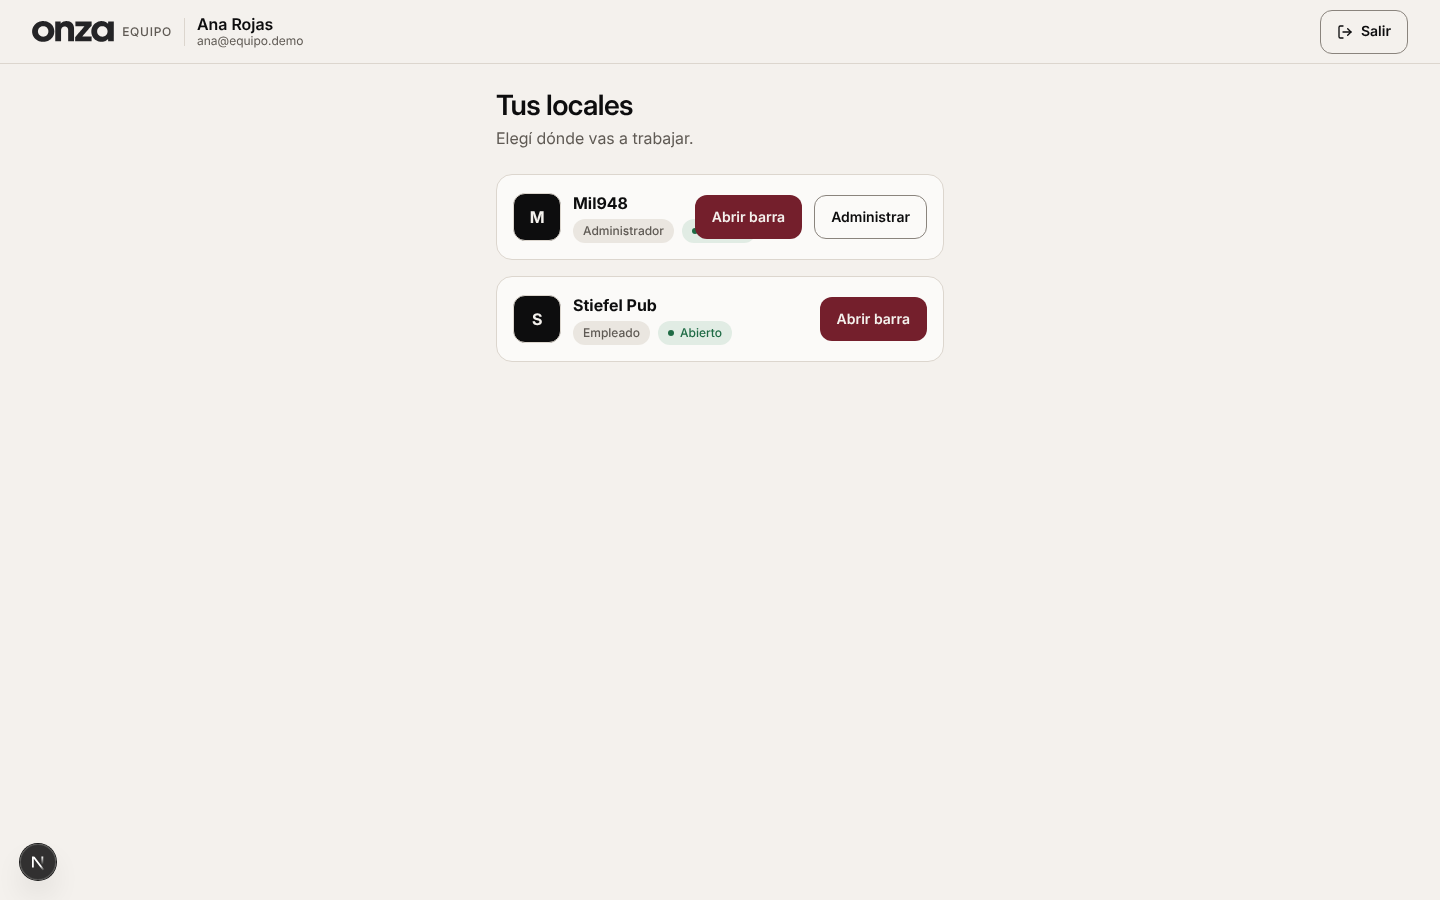 onza EQUIPO
Ana Rojas
ana@equipo.demo
Salir
Tus locales
Elegí dónde vas a trabajar.
M
Mil948
Administrador
Abrir barra
Administrar
S
Stiefel Pub
Empleado
Abierto
Abrir barra
N